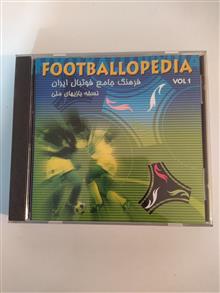 FOOTBALLOPEDIA
فرهنگ جامع فوتبال ایران
VOL 1
نسخه بازیهای ملی